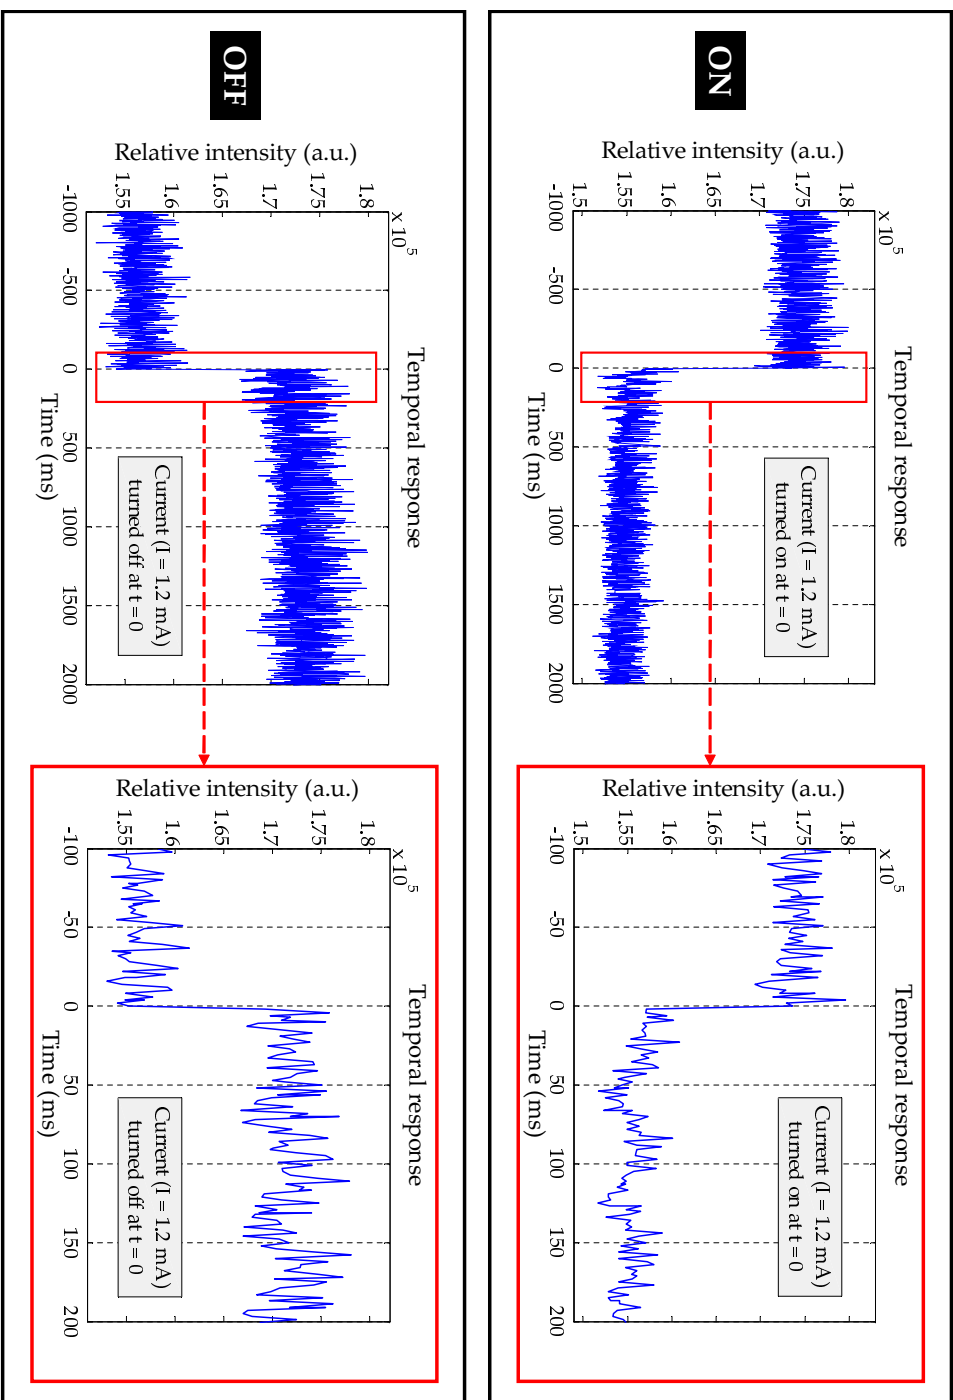 ON
Temporal response
x 10^5
Relative intensity (a.u.)
1.8
1.75
1.7
1.65
1.6
1.55
1.5
-1000 -500 0 500 1000 1500 2000
Time (ms)
Current (I = 1.2 mA)
turned on at t = 0
Temporal response
x 10^5
Relative intensity (a.u.)
1.8
1.75
1.7
1.65
1.6
1.55
1.5
-100 -50 0 50 100 150 200
Time (ms)
Current (I = 1.2 mA)
turned on at t = 0
OFF
Temporal response
x 10^5
Relative intensity (a.u.)
1.8
1.75
1.7
1.65
1.6
1.55
-1000 -500 0 500 1000 1500 2000
Time (ms)
Current (I = 1.2 mA)
turned off at t = 0
Temporal response
x 10^5
Relative intensity (a.u.)
1.8
1.75
1.7
1.65
1.6
1.55
-100 -50 0 50 100 150 200
Time (ms)
Current (I = 1.2 mA)
turned off at t = 0